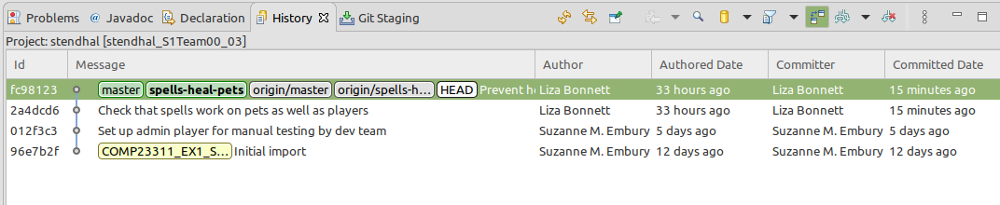 Problems @ Javadoc Declaration History Git Staging
Project: stendhal [stendhal_S1Team00_03]
Id Message Author Authored Date Committer Committed Date
fc98123 master spells-heal-pets origin/master origin/spells-h... HEAD Prevent Liza Bonnett 33 hours ago Liza Bonnett 15 minutes ago
2a4dcd6 Check that spells work on pets as well as players Liza Bonnett 33 hours ago Liza Bonnett 15 minutes ago
012f3c3 Set up admin player for manual testing by dev team Suzanne M. Embury 5 days ago Suzanne M. Embury 5 days ago
96e7b2f COMP23311_EX1_S... Initial import Suzanne M. Embury 12 days ago Suzanne M. Embury 12 days ago